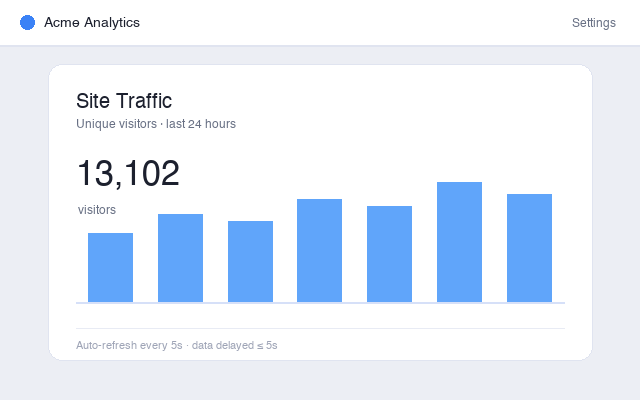 Acme Analytics
Settings
Site Traffic
Unique visitors · last 24 hours
13,102
visitors
Auto-refresh every 5s · data delayed ≤ 5s